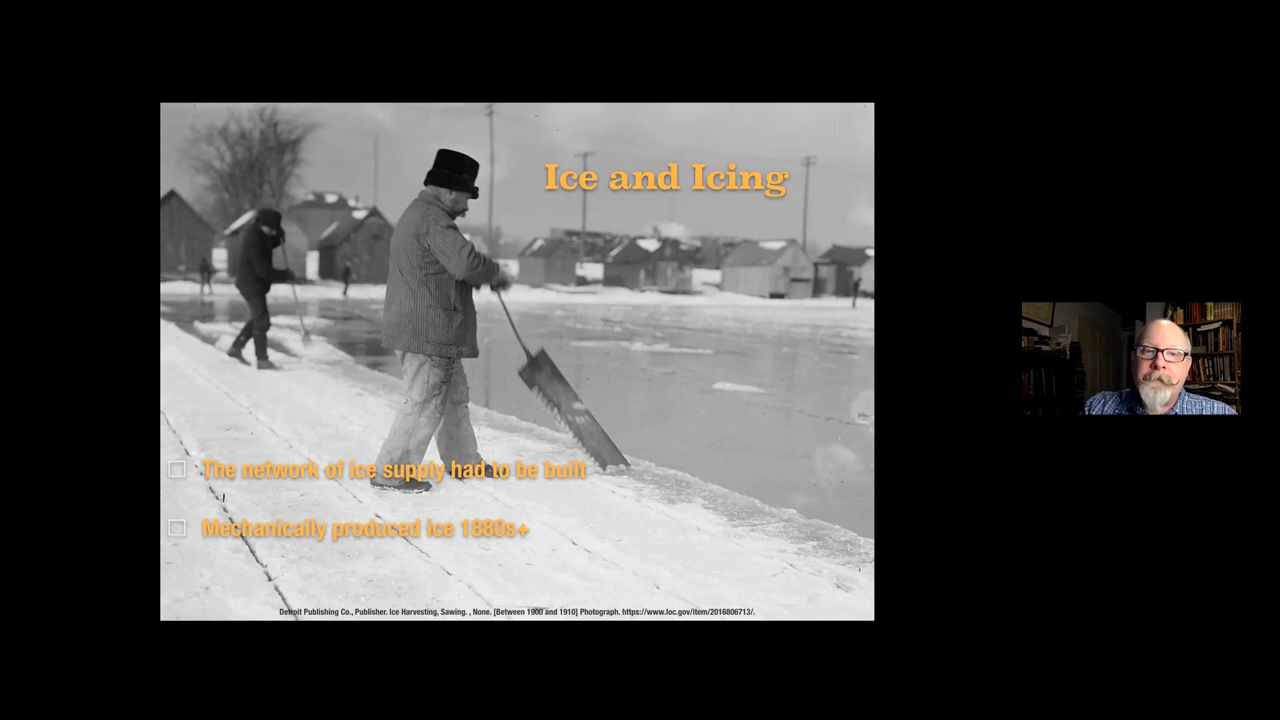 Ice and Icing
The network of ice supply had to be built
Mechanically produced ice 1880s+
Detroit Publishing Co., Publisher. Ice Harvesting, Sawing. , None. [Between 1900 and 1910] Photograph. https://www.loc.gov/item/2016806713/.